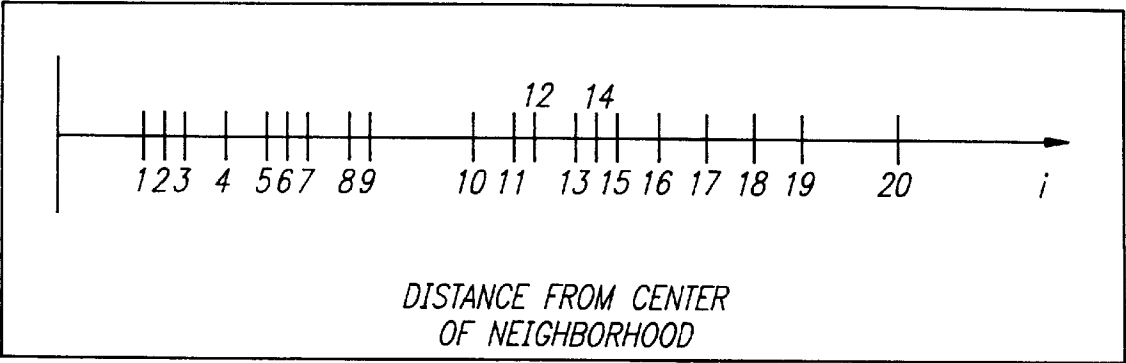 12 14
1 2 3 4 5 6 7 8 9 10 11 13 15 16 17 18 19 20 i
DISTANCE FROM CENTER
OF NEIGHBORHOOD